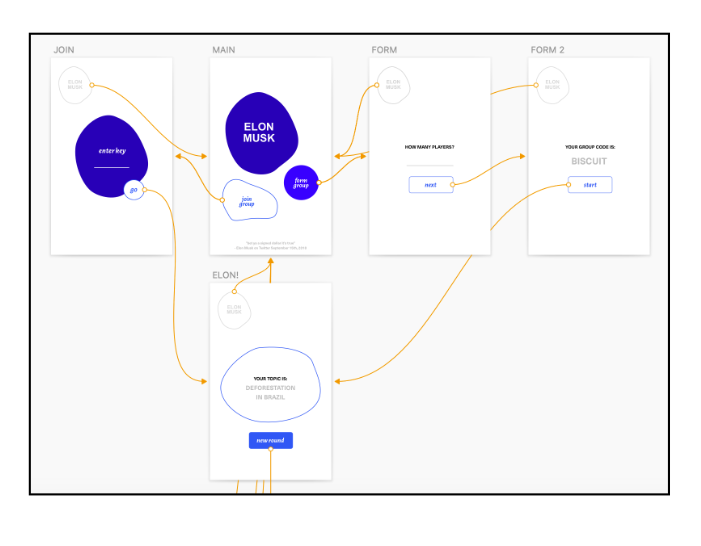 JOIN
MAIN
FORM
FORM 2
ELON
MUSK
enter key
go
ELON
MUSK
form
group
join
group
ELON
MUSK
HOW MANY PLAYERS?
next
ELON
MUSK
YOUR GROUP CODE IS:
BISCUIT
start
ELON!
ELON
MUSK
YOUR TOPIC IS:
DEFORESTATION
IN BRAZIL
new round